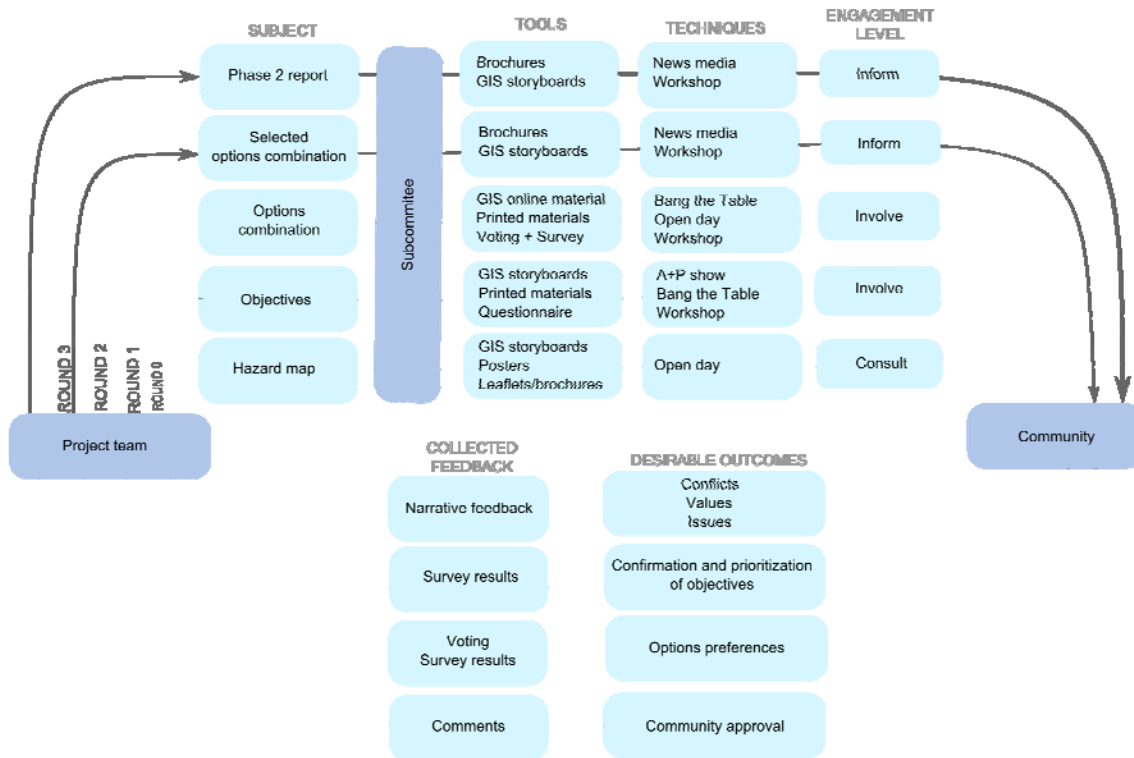 SUBJECT
TOOLS
TECHNIQUES
ENGAGEMENT
LEVEL
Phase 2 report
Brochures
GIS storyboards
News media
Workshop
Inform
Selected
options combination
Brochures
GIS storyboards
News media
Workshop
Inform
Options
combination
GIS online material
Printed materials
Voting + Survey
Bang the Table
Open day
Workshop
Involve
Objectives
GIS storyboards
Printed materials
Questionnaire
A+P show
Bang the Table
Workshop
Involve
Hazard map
GIS storyboards
Posters
Leaflets/brochures
Open day
Consult
Subcommitee
ROUND 3
ROUND 2
ROUND 1
ROUND 0
Project team
Community
COLLECTED
FEEDBACK
DESIRABLE OUTCOMES
Narrative feedback
Conflicts
Values
Issues
Survey results
Confirmation and prioritization
of objectives
Voting
Survey results
Options preferences
Comments
Community approval